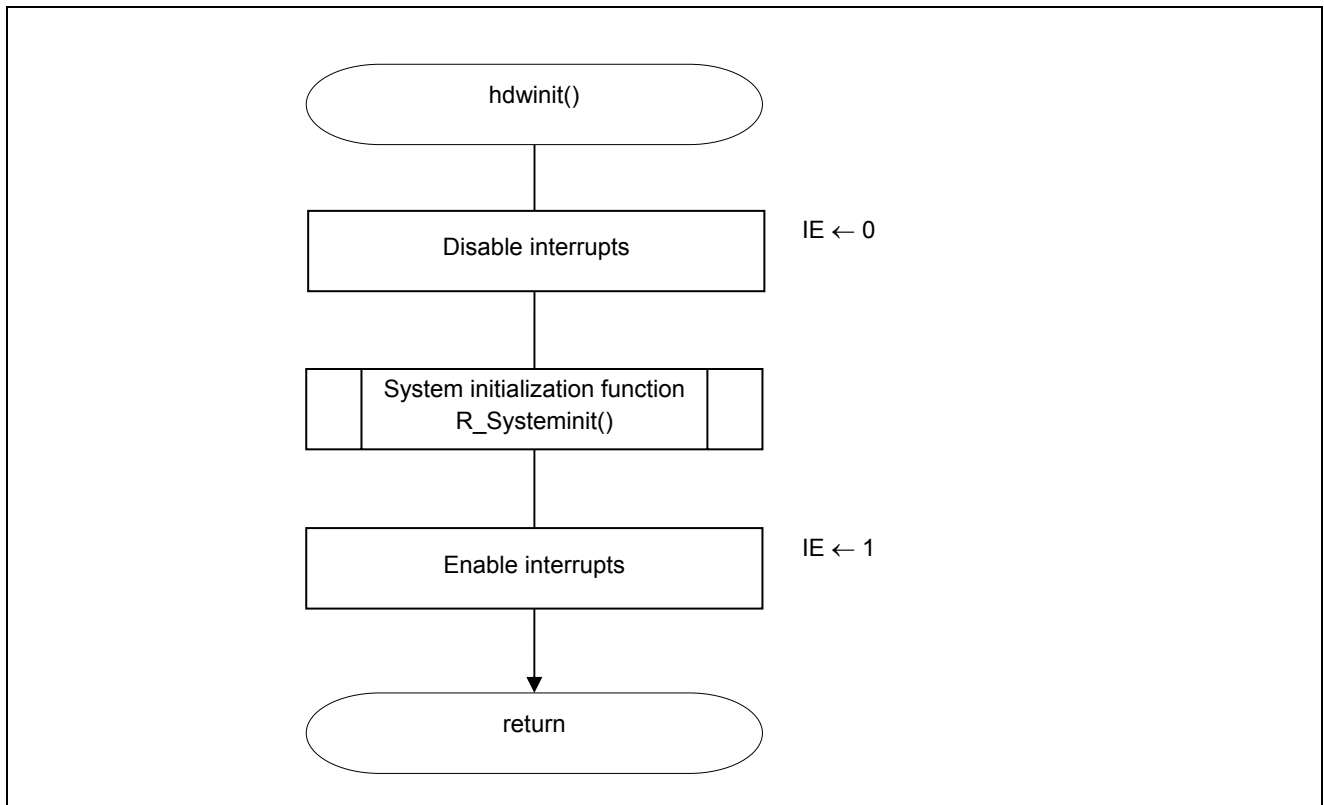 hdwinit()
Disable interrupts
IE ← 0
System initialization function
R_Systeminit()
Enable interrupts
IE ← 1
return